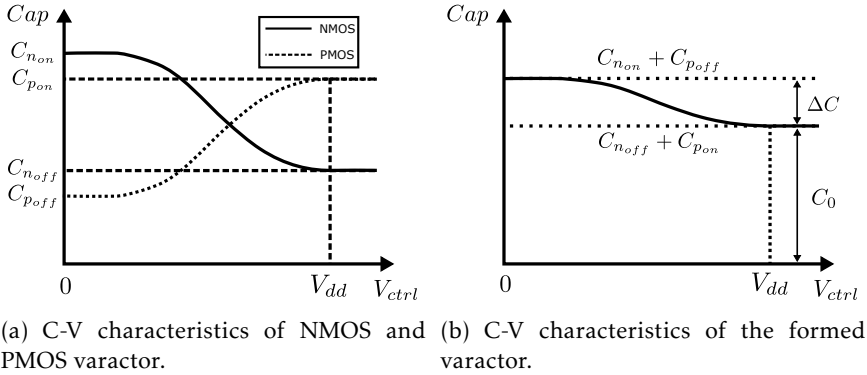 Cap
NMOS
PMOS
C_{n_{on}}
C_{p_{on}}
C_{n_{off}}
C_{p_{off}}
0
V_{dd}
V_{ctrl}
(a) C-V characteristics of NMOS and
PMOS varactor.
Cap
C_{n_{on}} + C_{p_{off}}
ΔC
C_{n_{off}} + C_{p_{on}}
C_0
0
V_{dd}
V_{ctrl}
(b) C-V characteristics of the formed
varactor.